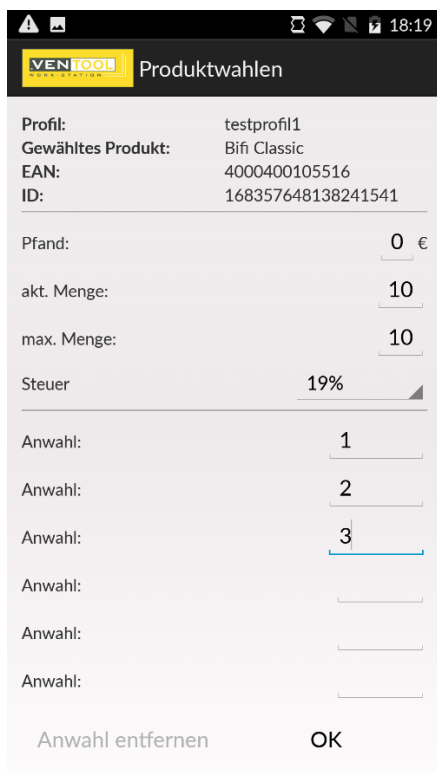 18:19
VENTOOL
WORK-STATION
Produktwahlen
Profil: testprofil1
Gewähltes Produkt: Bifi Classic
EAN: 4000400105516
ID: 168357648138241541
Pfand: 0 €
akt. Menge: 10
max. Menge: 10
Steuer 19%
Anwahl: 1
Anwahl: 2
Anwahl: 3
Anwahl:
Anwahl:
Anwahl:
Anwahl entfernen OK